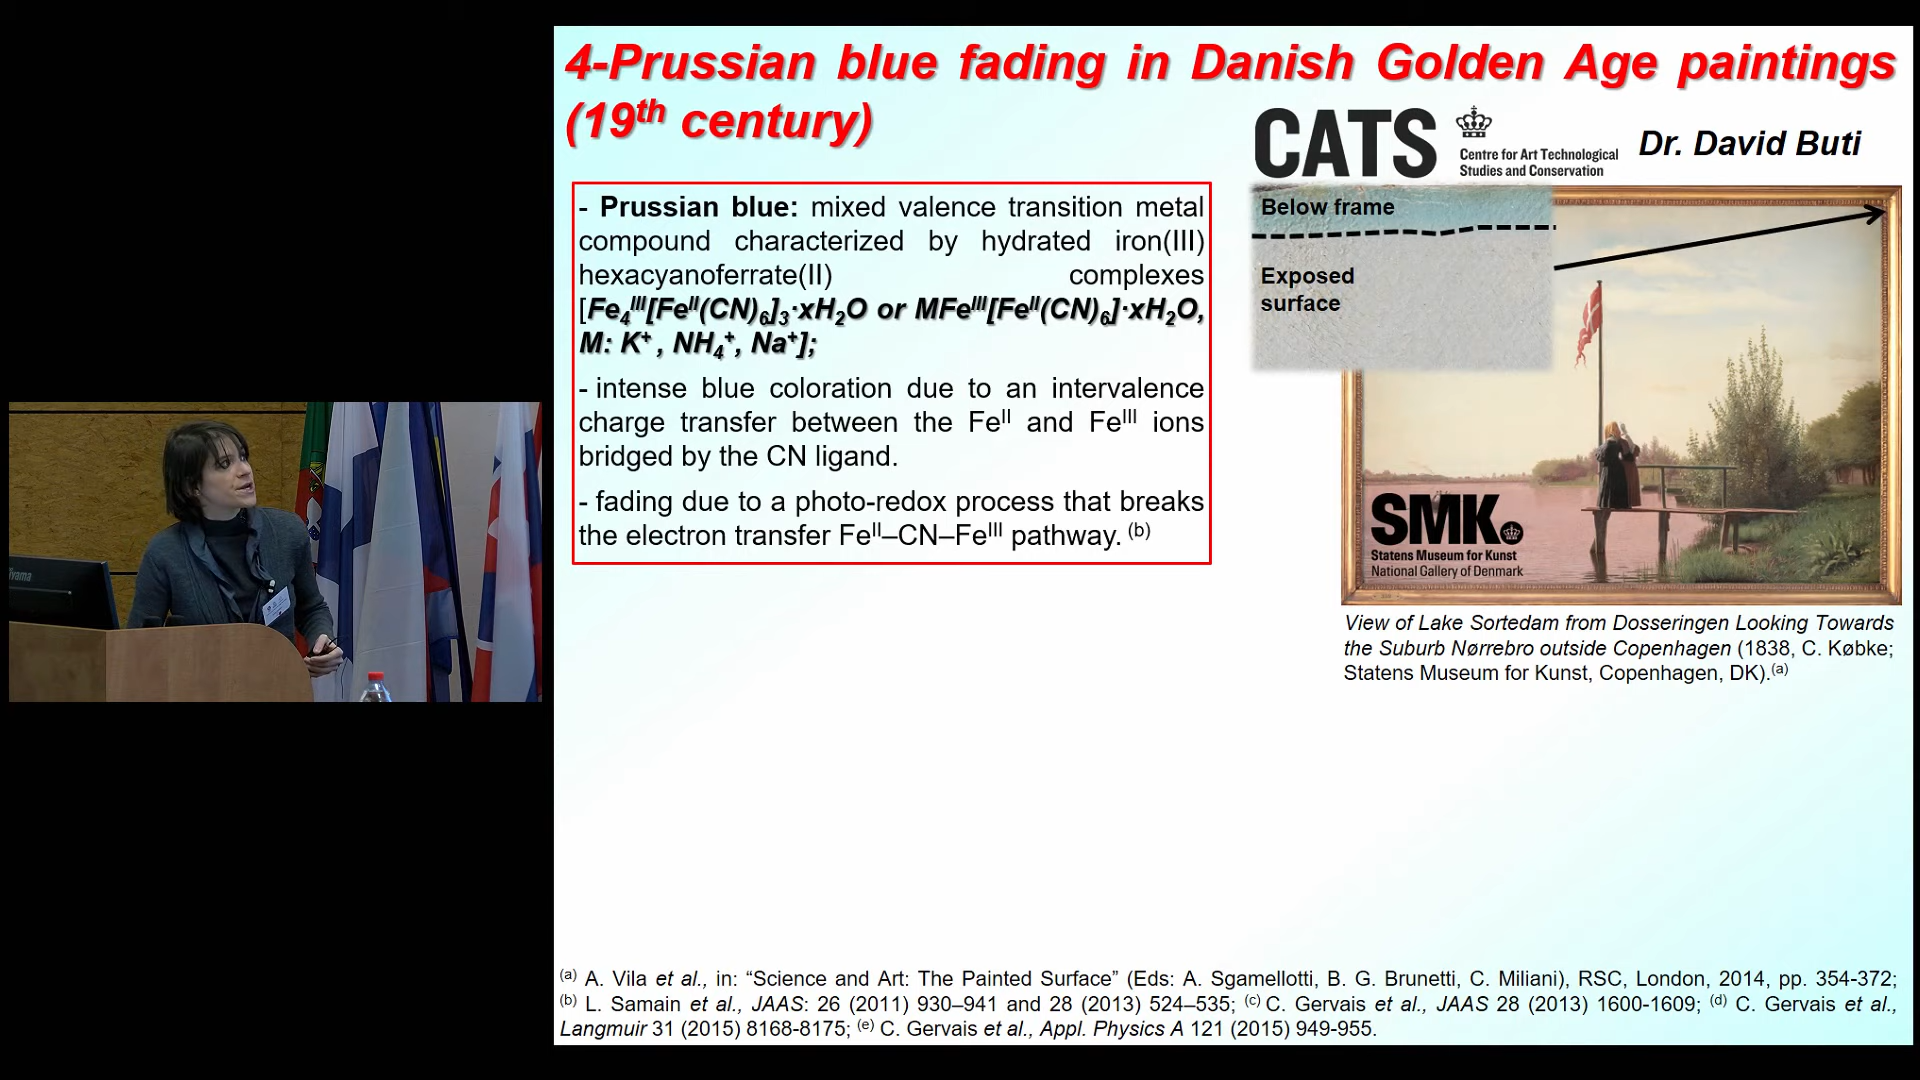 4-Prussian blue fading in Danish Golden Age paintings
(19th century)
CATS
Centre for Art Technological
Studies and Conservation
Dr. David Buti
- Prussian blue: mixed valence transition metal
compound characterized by hydrated iron(III)
hexacyanoferrate(II) complexes
[Fe4III[FeII(CN)6]3·xH2O or MFeIII[FeII(CN)6]·xH2O,
M: K+ , NH4+, Na+];
- intense blue coloration due to an intervalence
charge transfer between the FeII and FeIII ions
bridged by the CN ligand.
- fading due to a photo-redox process that breaks
the electron transfer FeII–CN–FeIII pathway. (b)
Below frame
Exposed
surface
SMK
Statens Museum for Kunst
National Gallery of Denmark
View of Lake Sortedam from Dosseringen Looking Towards
the Suburb Nørrebro outside Copenhagen (1838, C. Købke;
Statens Museum for Kunst, Copenhagen, DK).(a)
(a) A. Vila et al., in: “Science and Art: The Painted Surface” (Eds: A. Sgamellotti, B. G. Brunetti, C. Miliani), RSC, London, 2014, pp. 354-372;
(b) L. Samain et al., JAAS: 26 (2011) 930–941 and 28 (2013) 524–535; (c) C. Gervais et al., JAAS 28 (2013) 1600-1609; (d) C. Gervais et al.,
Langmuir 31 (2015) 8168-8175; (e) C. Gervais et al., Appl. Physics A 121 (2015) 949-955.